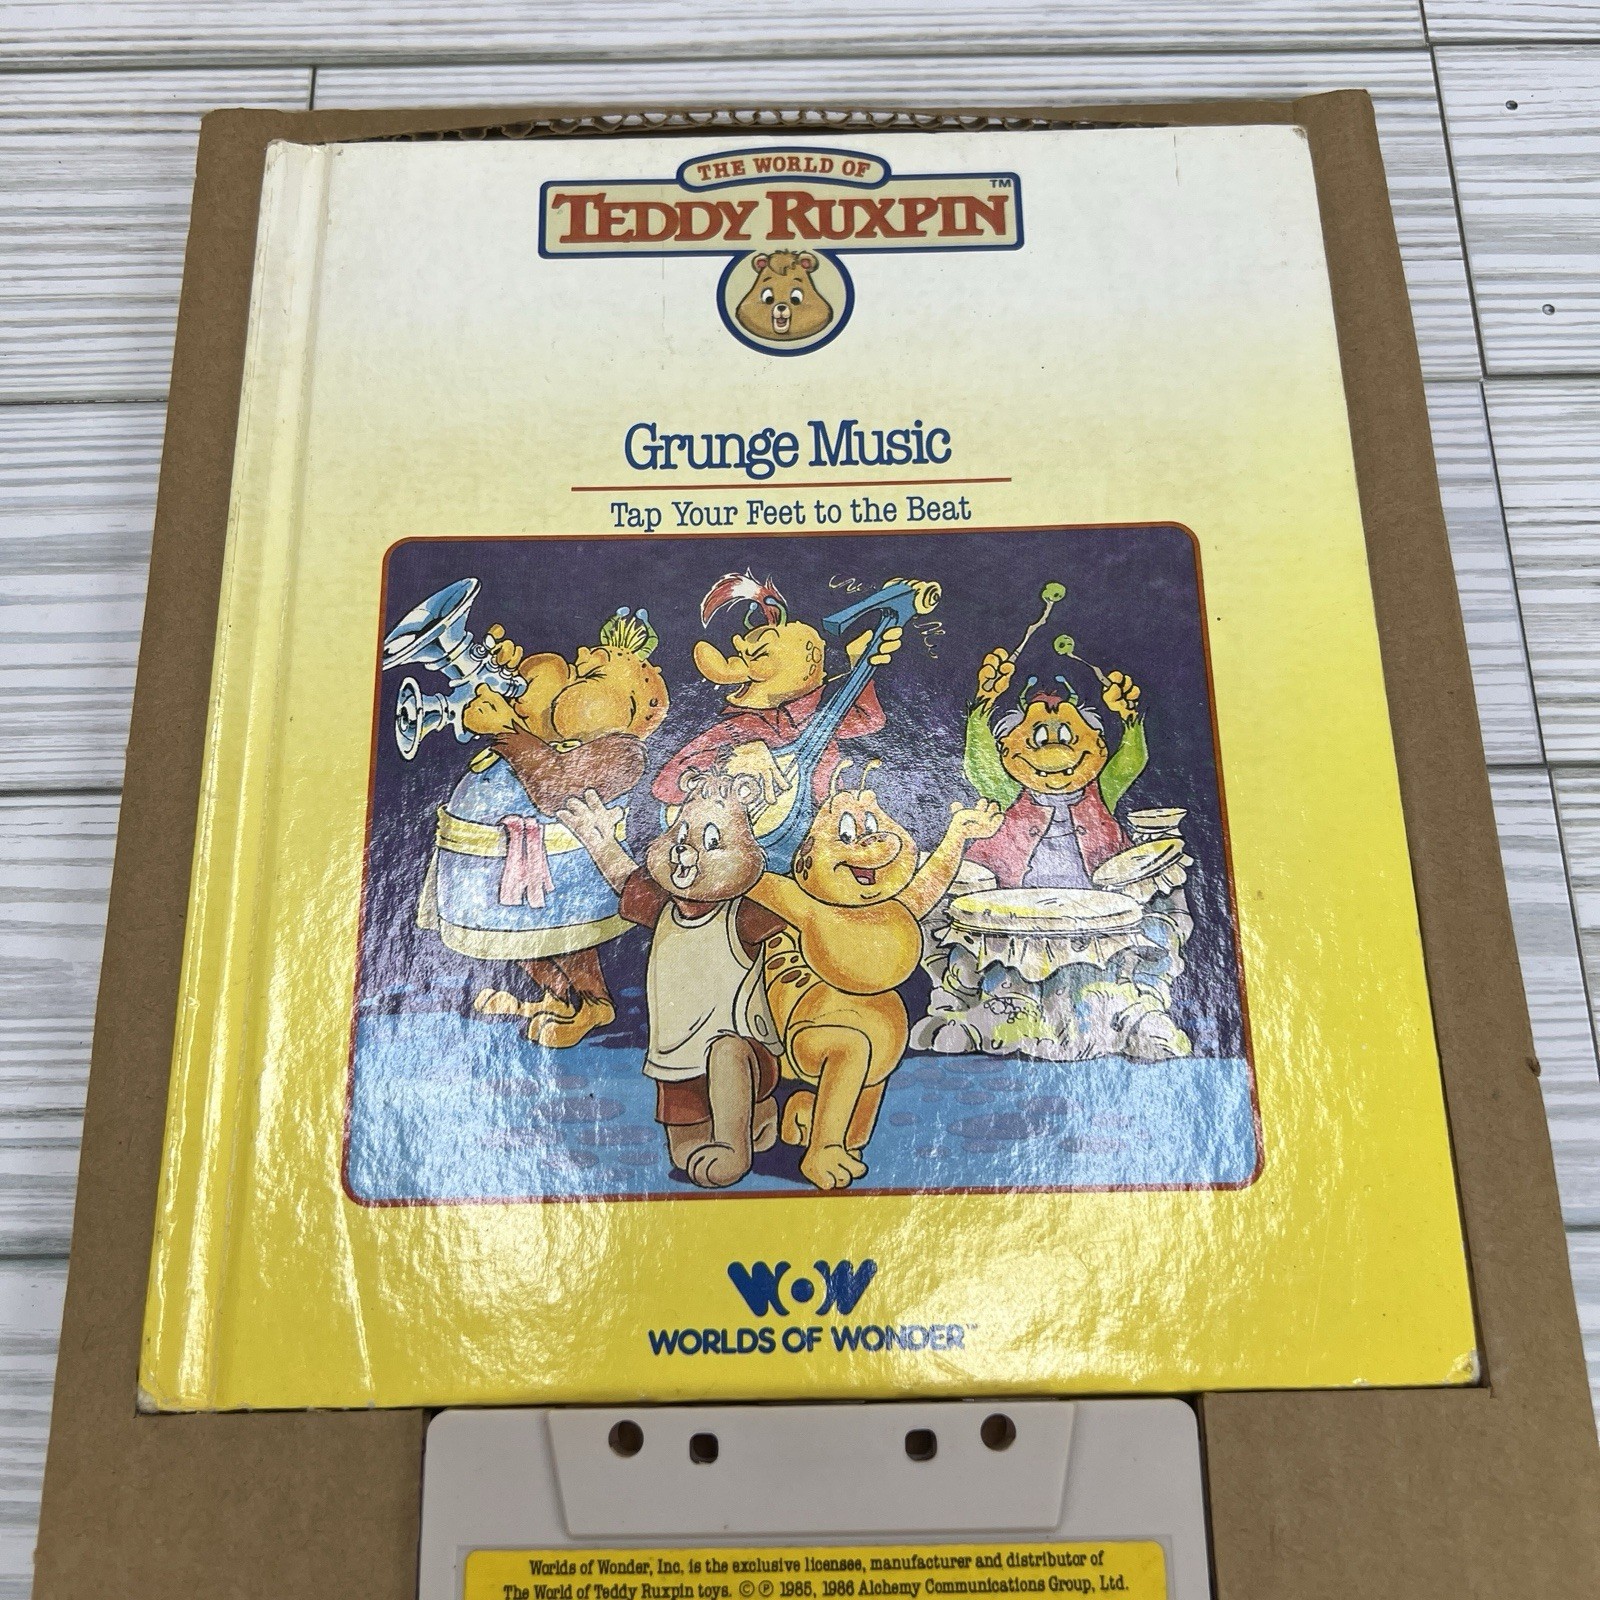 THE WORLD OF
TEDDY RUXPIN™
Grunge Music
Tap Your Feet to the Beat
WOW
WORLDS OF WONDER™
Worlds of Wonder, Inc. is the exclusive licensee, manufacturer and distributor of
The World of Teddy Ruxpin toys. © ℗ 1985, 1986 Alchemy Communications Group, Ltd.